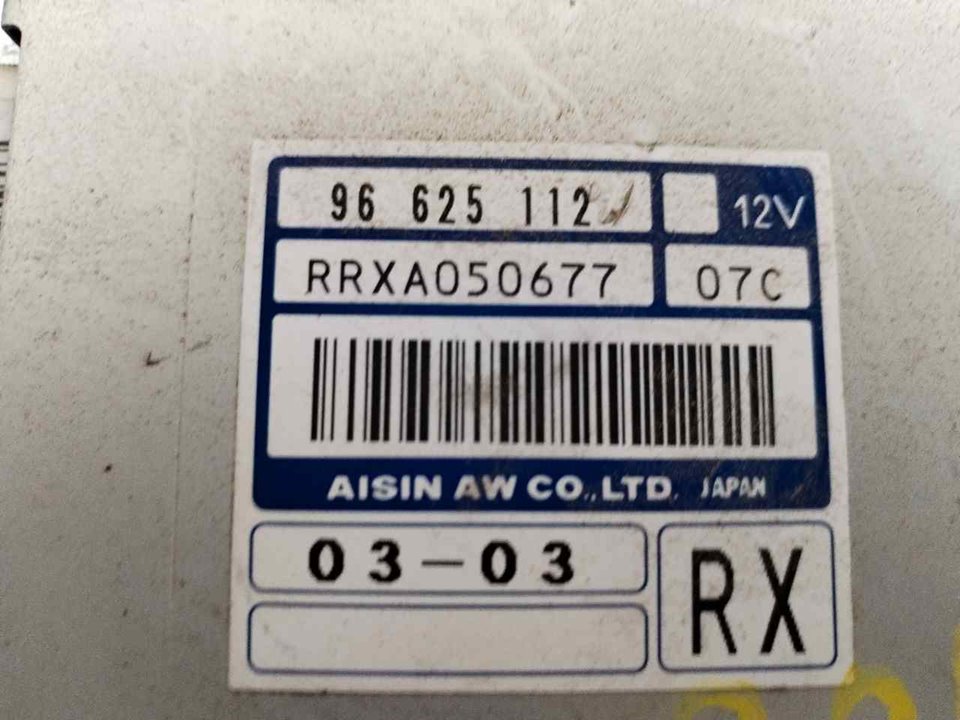 96 625 112
12V
RRXA050677
07C
AISIN AW CO.,LTD. JAPAN
03-03
RX